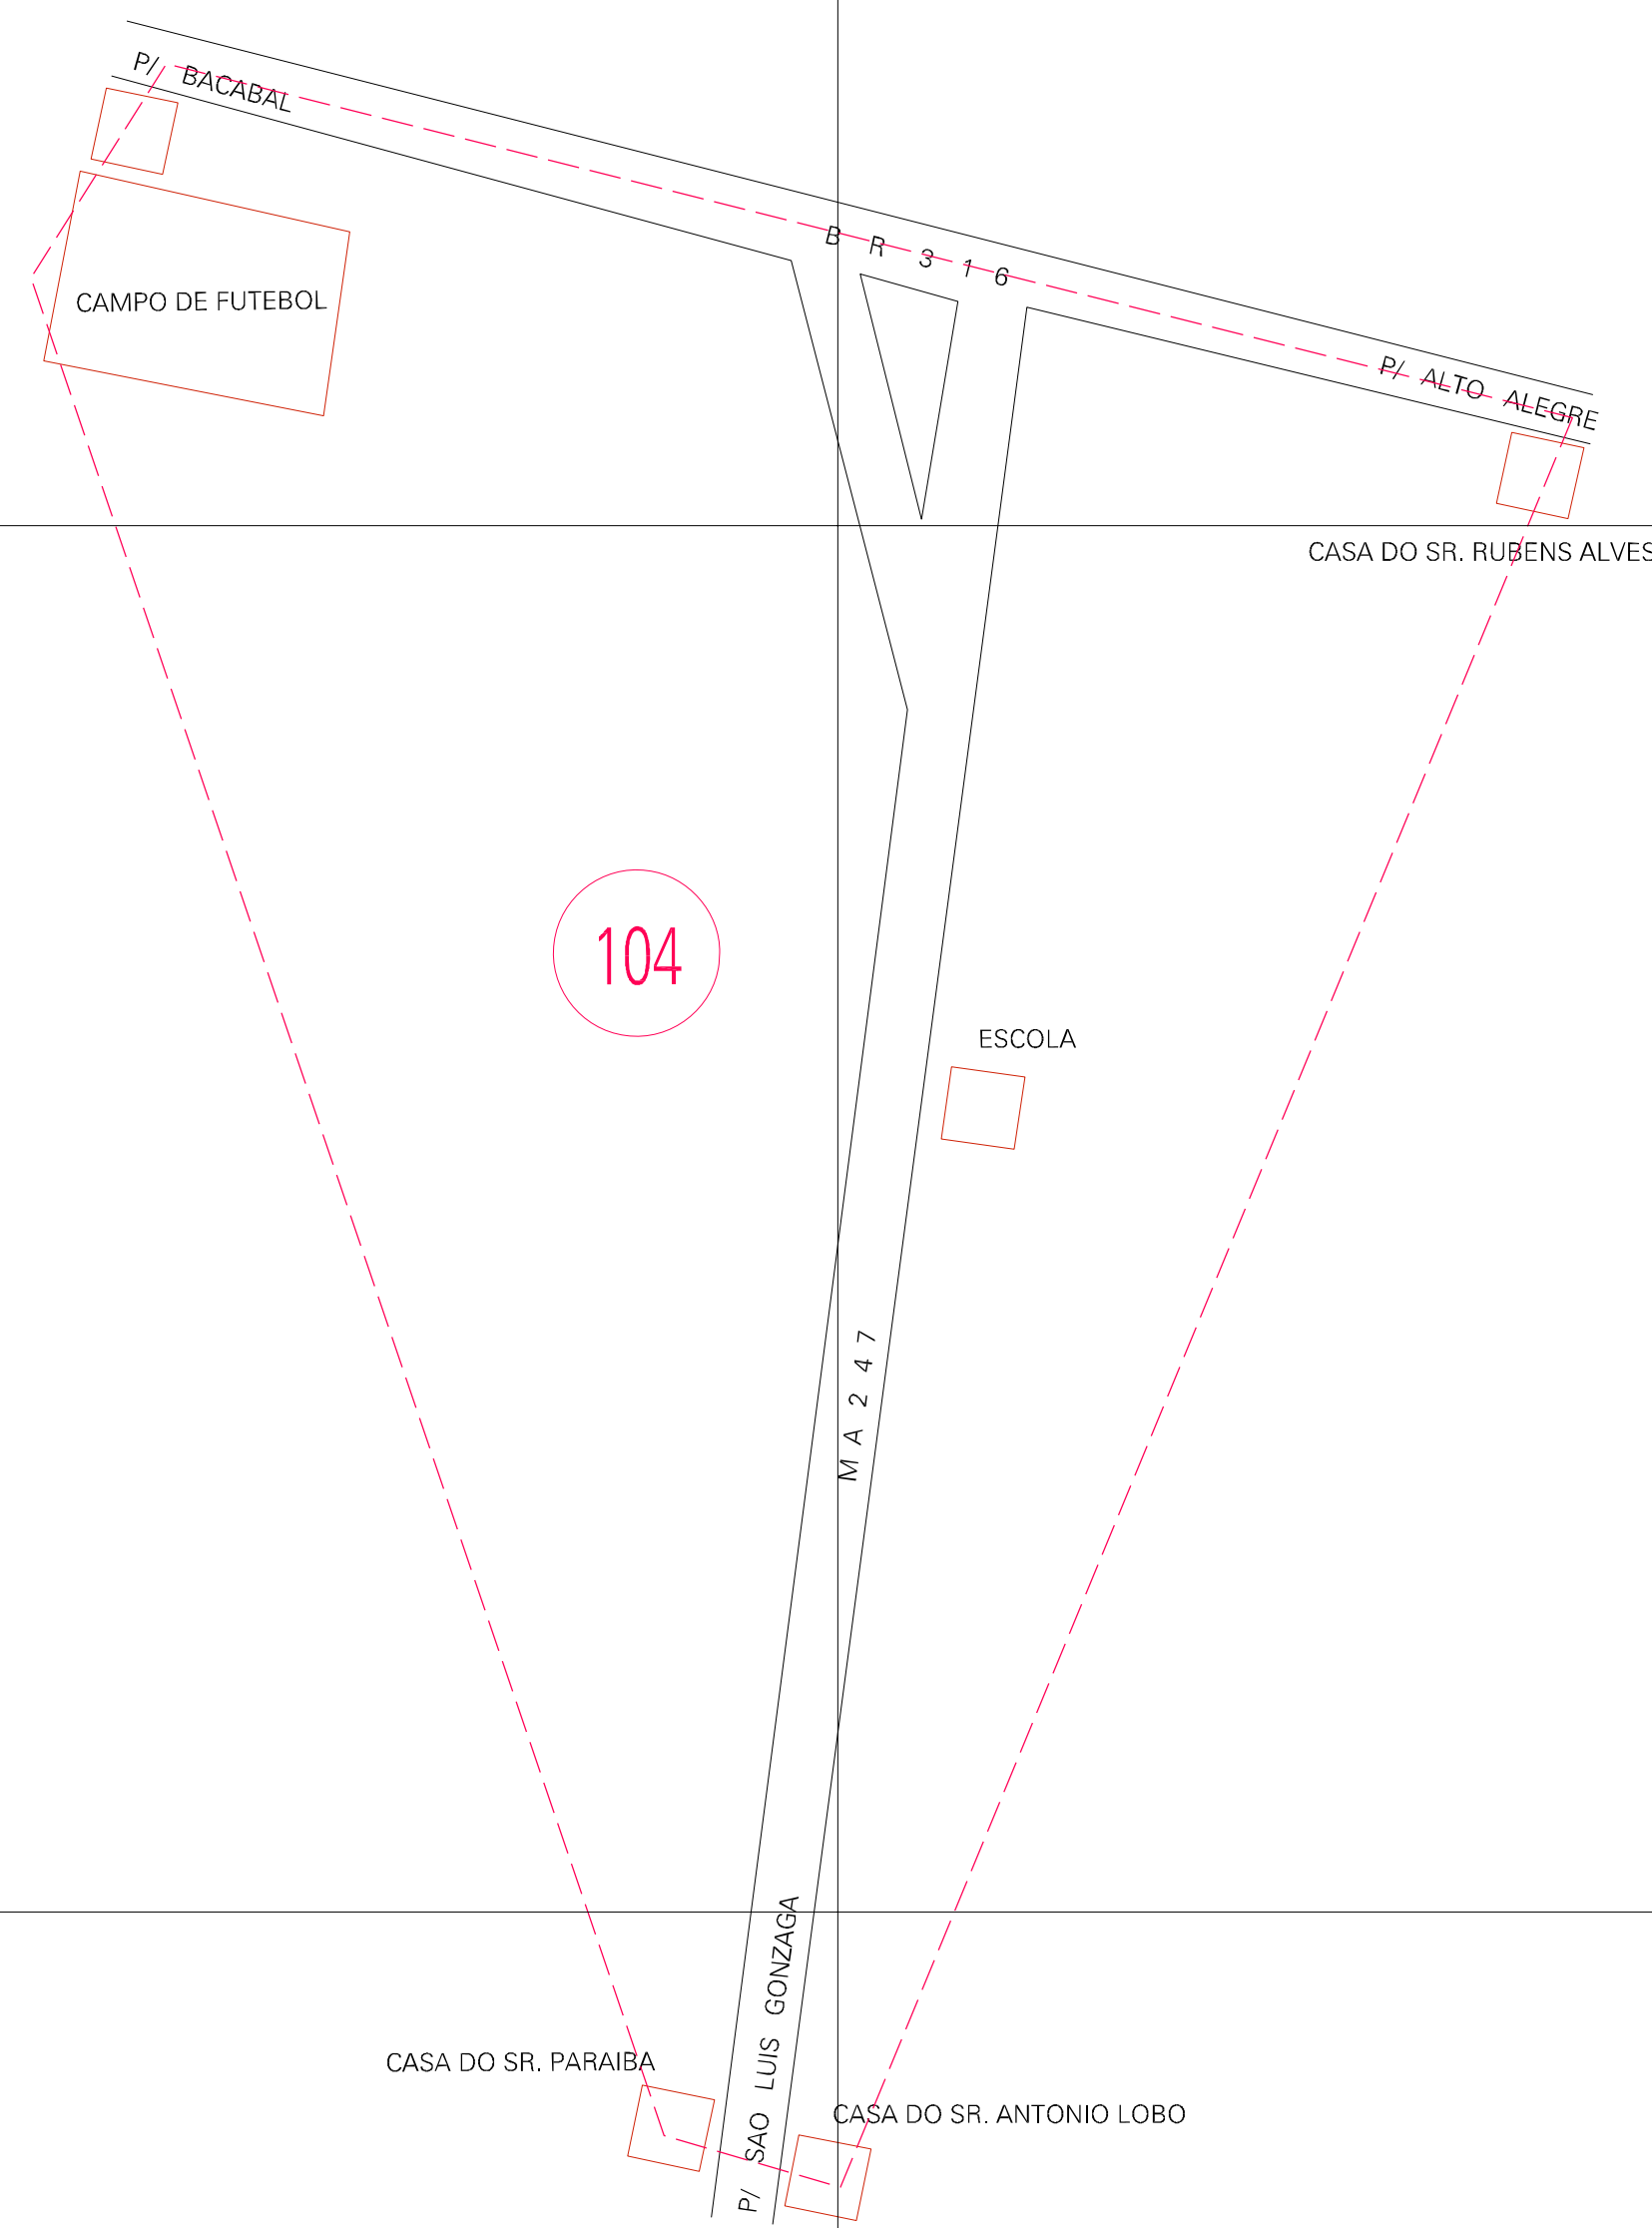 P/ BACABAL
B R 3 1 6
CAMPO DE FUTEBOL
P/ ALTO ALEGRE
CASA DO SR. RUBENS ALVES
104
ESCOLA
M A 2 4 7
P/ SAO LUIS GONZAGA
CASA DO SR. PARAIBA
CASA DO SR. ANTONIO LOBO